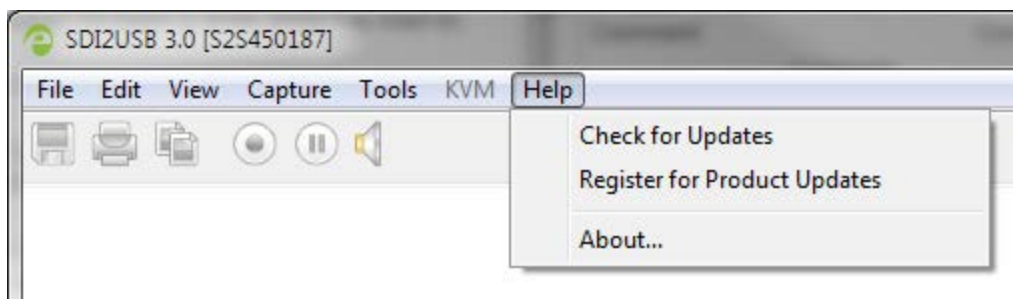 SDI2USB 3.0 [S2S450187]
File Edit View Capture Tools KVM Help
Check for Updates
Register for Product Updates
About...